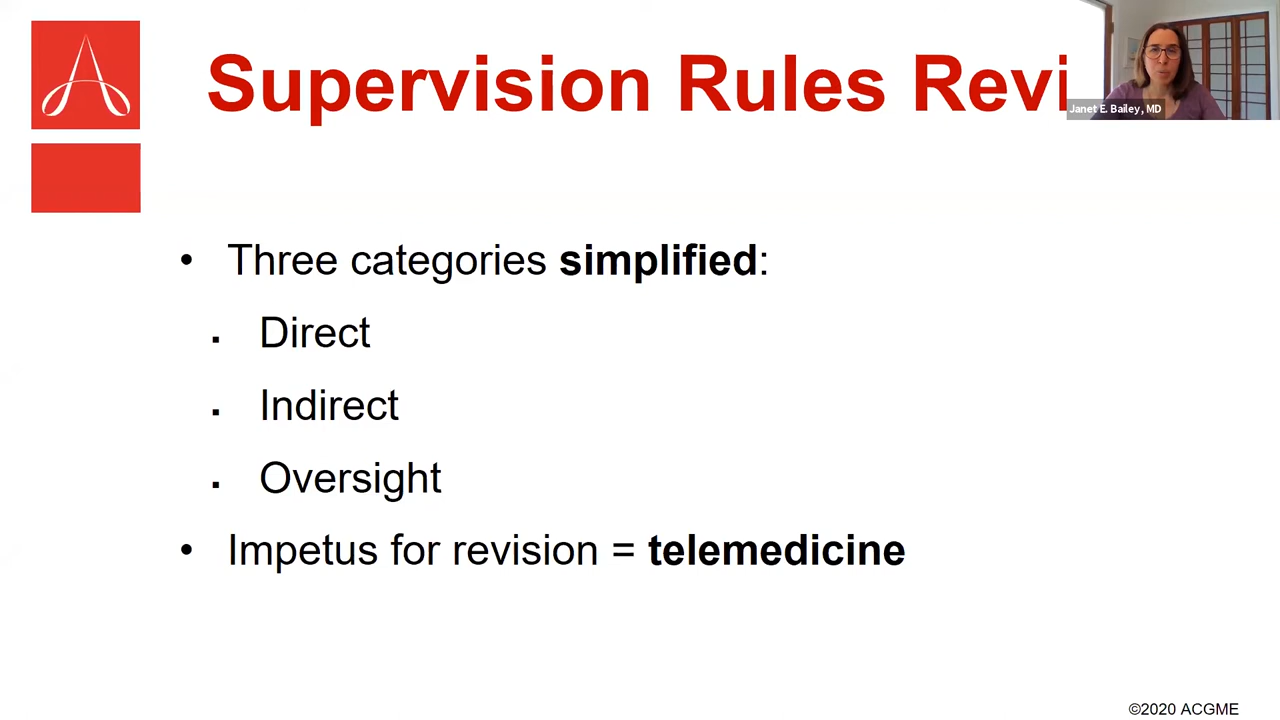 Supervision Rules Revi
Janet E. Bailey, MD
• Three categories simplified:
▪ Direct
▪ Indirect
▪ Oversight
• Impetus for revision = telemedicine
©2020 ACGME